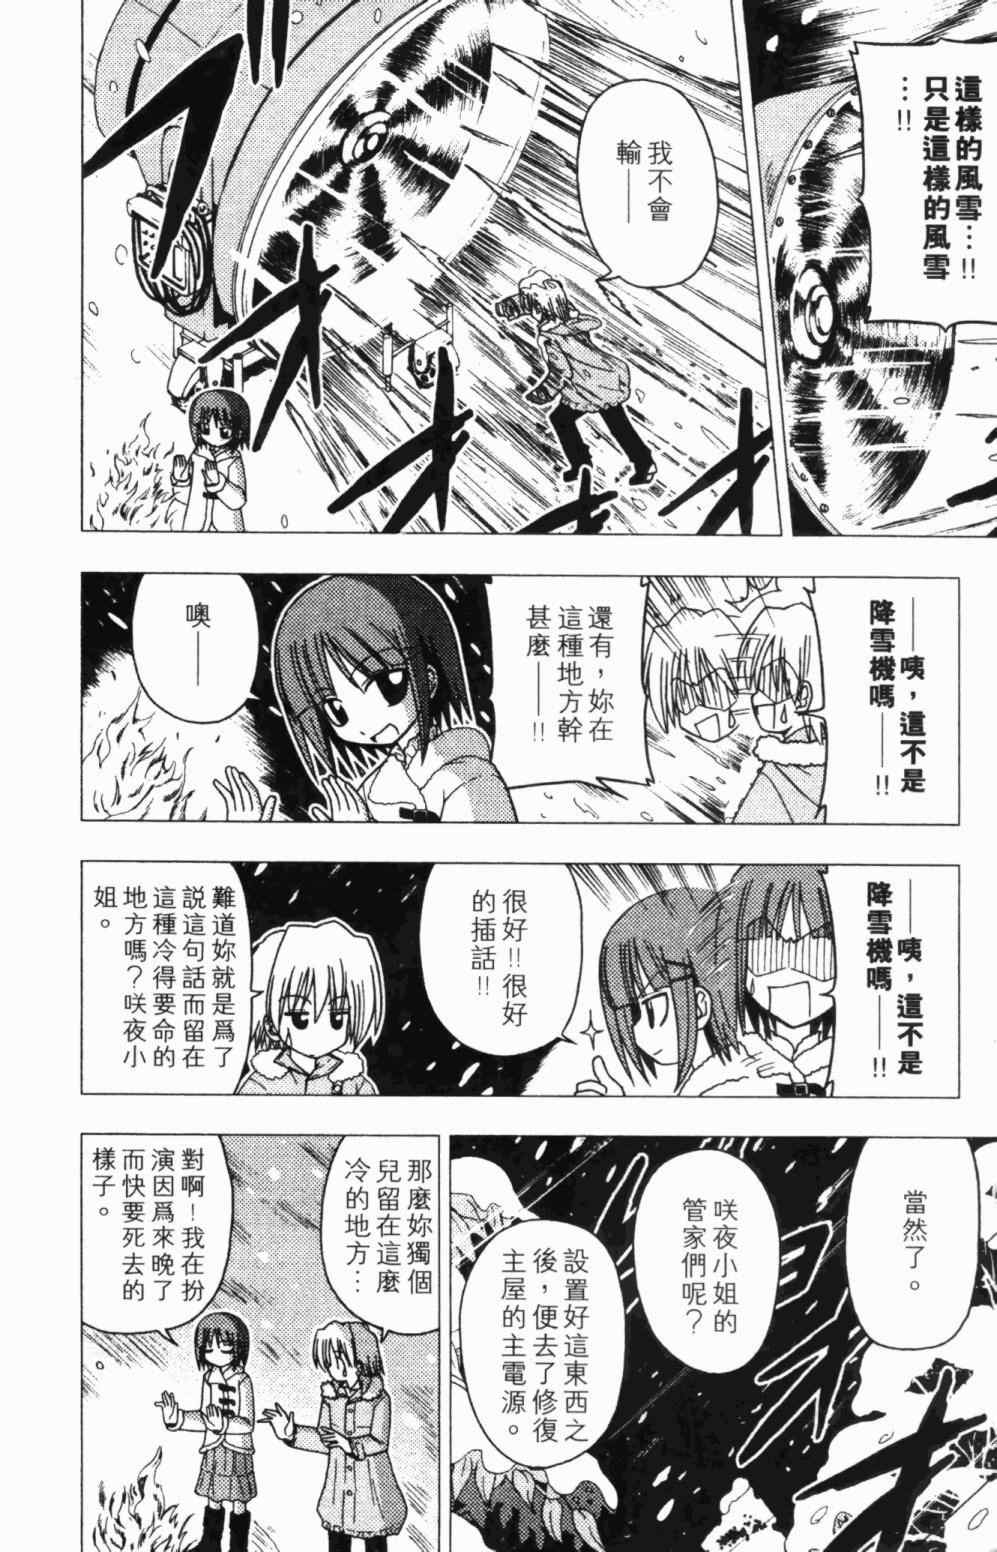 這樣的風雪…!!
只是這樣的風雪
…!!
我不會
輸──
──咦，這不是
降雪機嗎──!!
還有，妳在
這種地方幹
甚麼──!!
噢──
──咦，這不是
降雪機嗎──!!
很好!!很好
的插話!!
難道妳就是爲了
説這句話而留在
這種冷得要命的
地方嗎？咲夜小
姐。
當然了。
咲夜小姐的
管家們呢？
設置好這東西之
後，便去了修復
主屋的主電源。
那麼妳獨個
兒留在這麼
冷的地方…
對啊！我在扮
演因爲來晚了
而快要死去的
樣子。